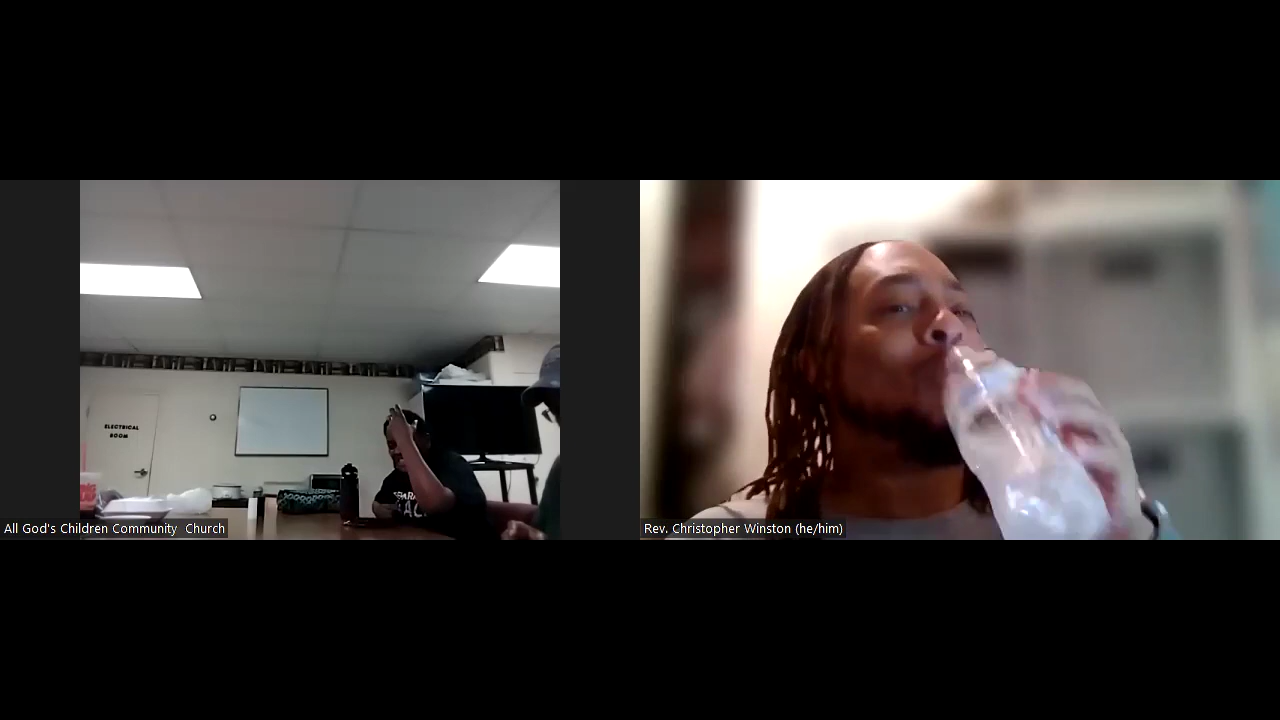 ELECTRICAL
ROOM
All God's Children Community  Church
Rev. Christopher Winston (he/him)